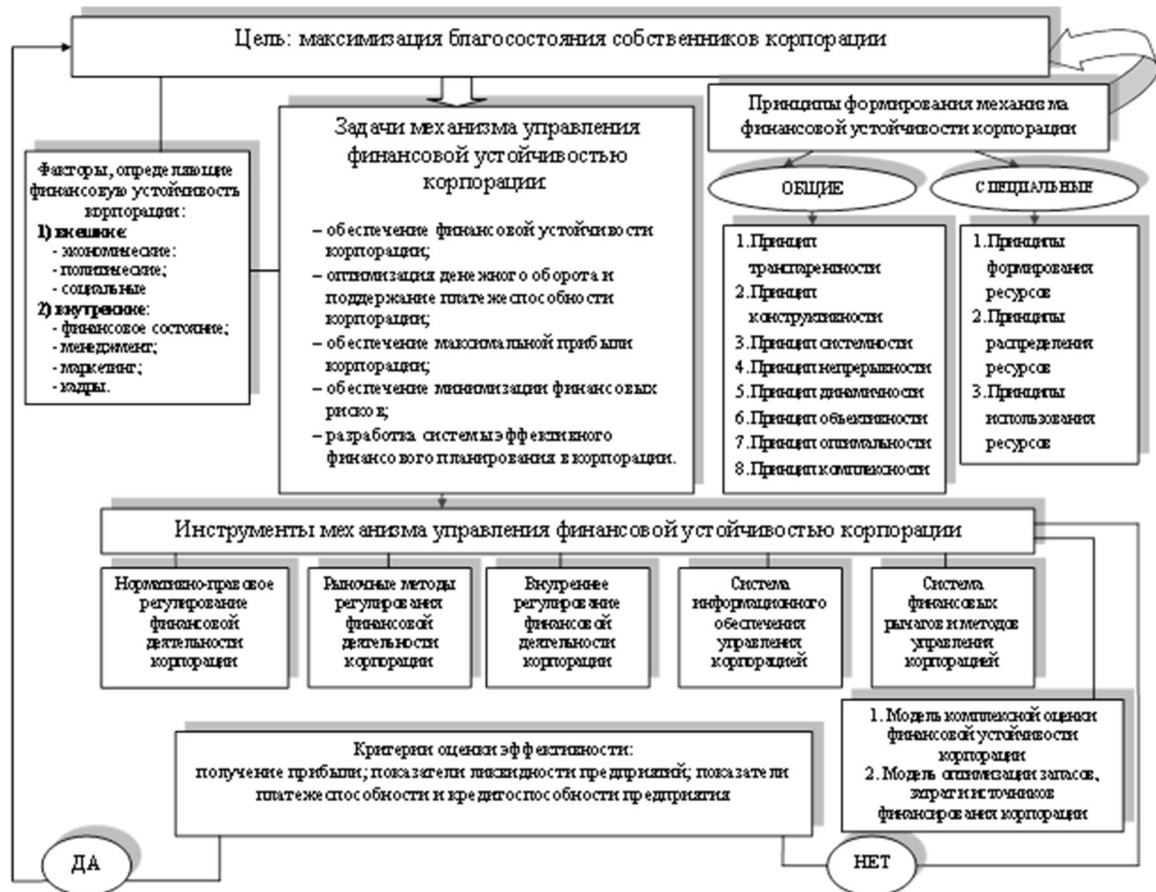 Цель: максимизация благосостояния собственников корпорации
Принципы формирования механизма
финансовой устойчивости корпорации:
Задачи механизма управления
финансовой устойчивостью
корпорации:
Факторы, определяющие
финансовую устойчивость
корпорации:
1) внешние:
- экономические:
- политические;
- социальные
2) внутренние:
- финансовое состояние;
- менеджмент;
- маркетинг;
- кадры.
– обеспечение финансовой устойчивости
корпорации;
– оптимизация денежного оборота и
поддержание платежеспособности
корпорации;
– обеспечение максимальной прибыли
корпорации;
– обеспечение минимизации финансовых
рисков;
– разработка системы эффективного
финансового планирования в корпорации.
ОБЩИЕ
1. Принцип
транспарентности
2. Принцип
конструктивности
3. Принцип системности
4. Принцип непрерывности
5. Принцип динамичности
6. Принцип объективности
7. Принцип оптимальности
8. Принцип комплексности
СПЕЦИАЛЬНЫЕ
1. Принципы
формирования
ресурсов
2. Принципы
распределения
ресурсов
3. Принципы
использования
ресурсов
Инструменты механизма управления финансовой устойчивостью корпорации
Нормативно-правовое
регулирование
финансовой
деятельности
корпорации
Рыночные методы
регулирования
финансовой
деятельности
корпорации
Внутреннее
регулирование
финансовой
деятельности
корпорации
Система
информационного
обеспечения
управления
корпорацией
Система
финансовых
рычагов и методов
управления
корпорацией
1. Модель комплексной оценки
финансовой устойчивости
корпорации
2. Модель оптимизации запасов,
затрат и источников
финансирования корпорации
Критерии оценки эффективности:
получение прибыли; показатели ликвидности предприятий; показатели
платежеспособности и кредитоспособности предприятия
ДА
НЕТ